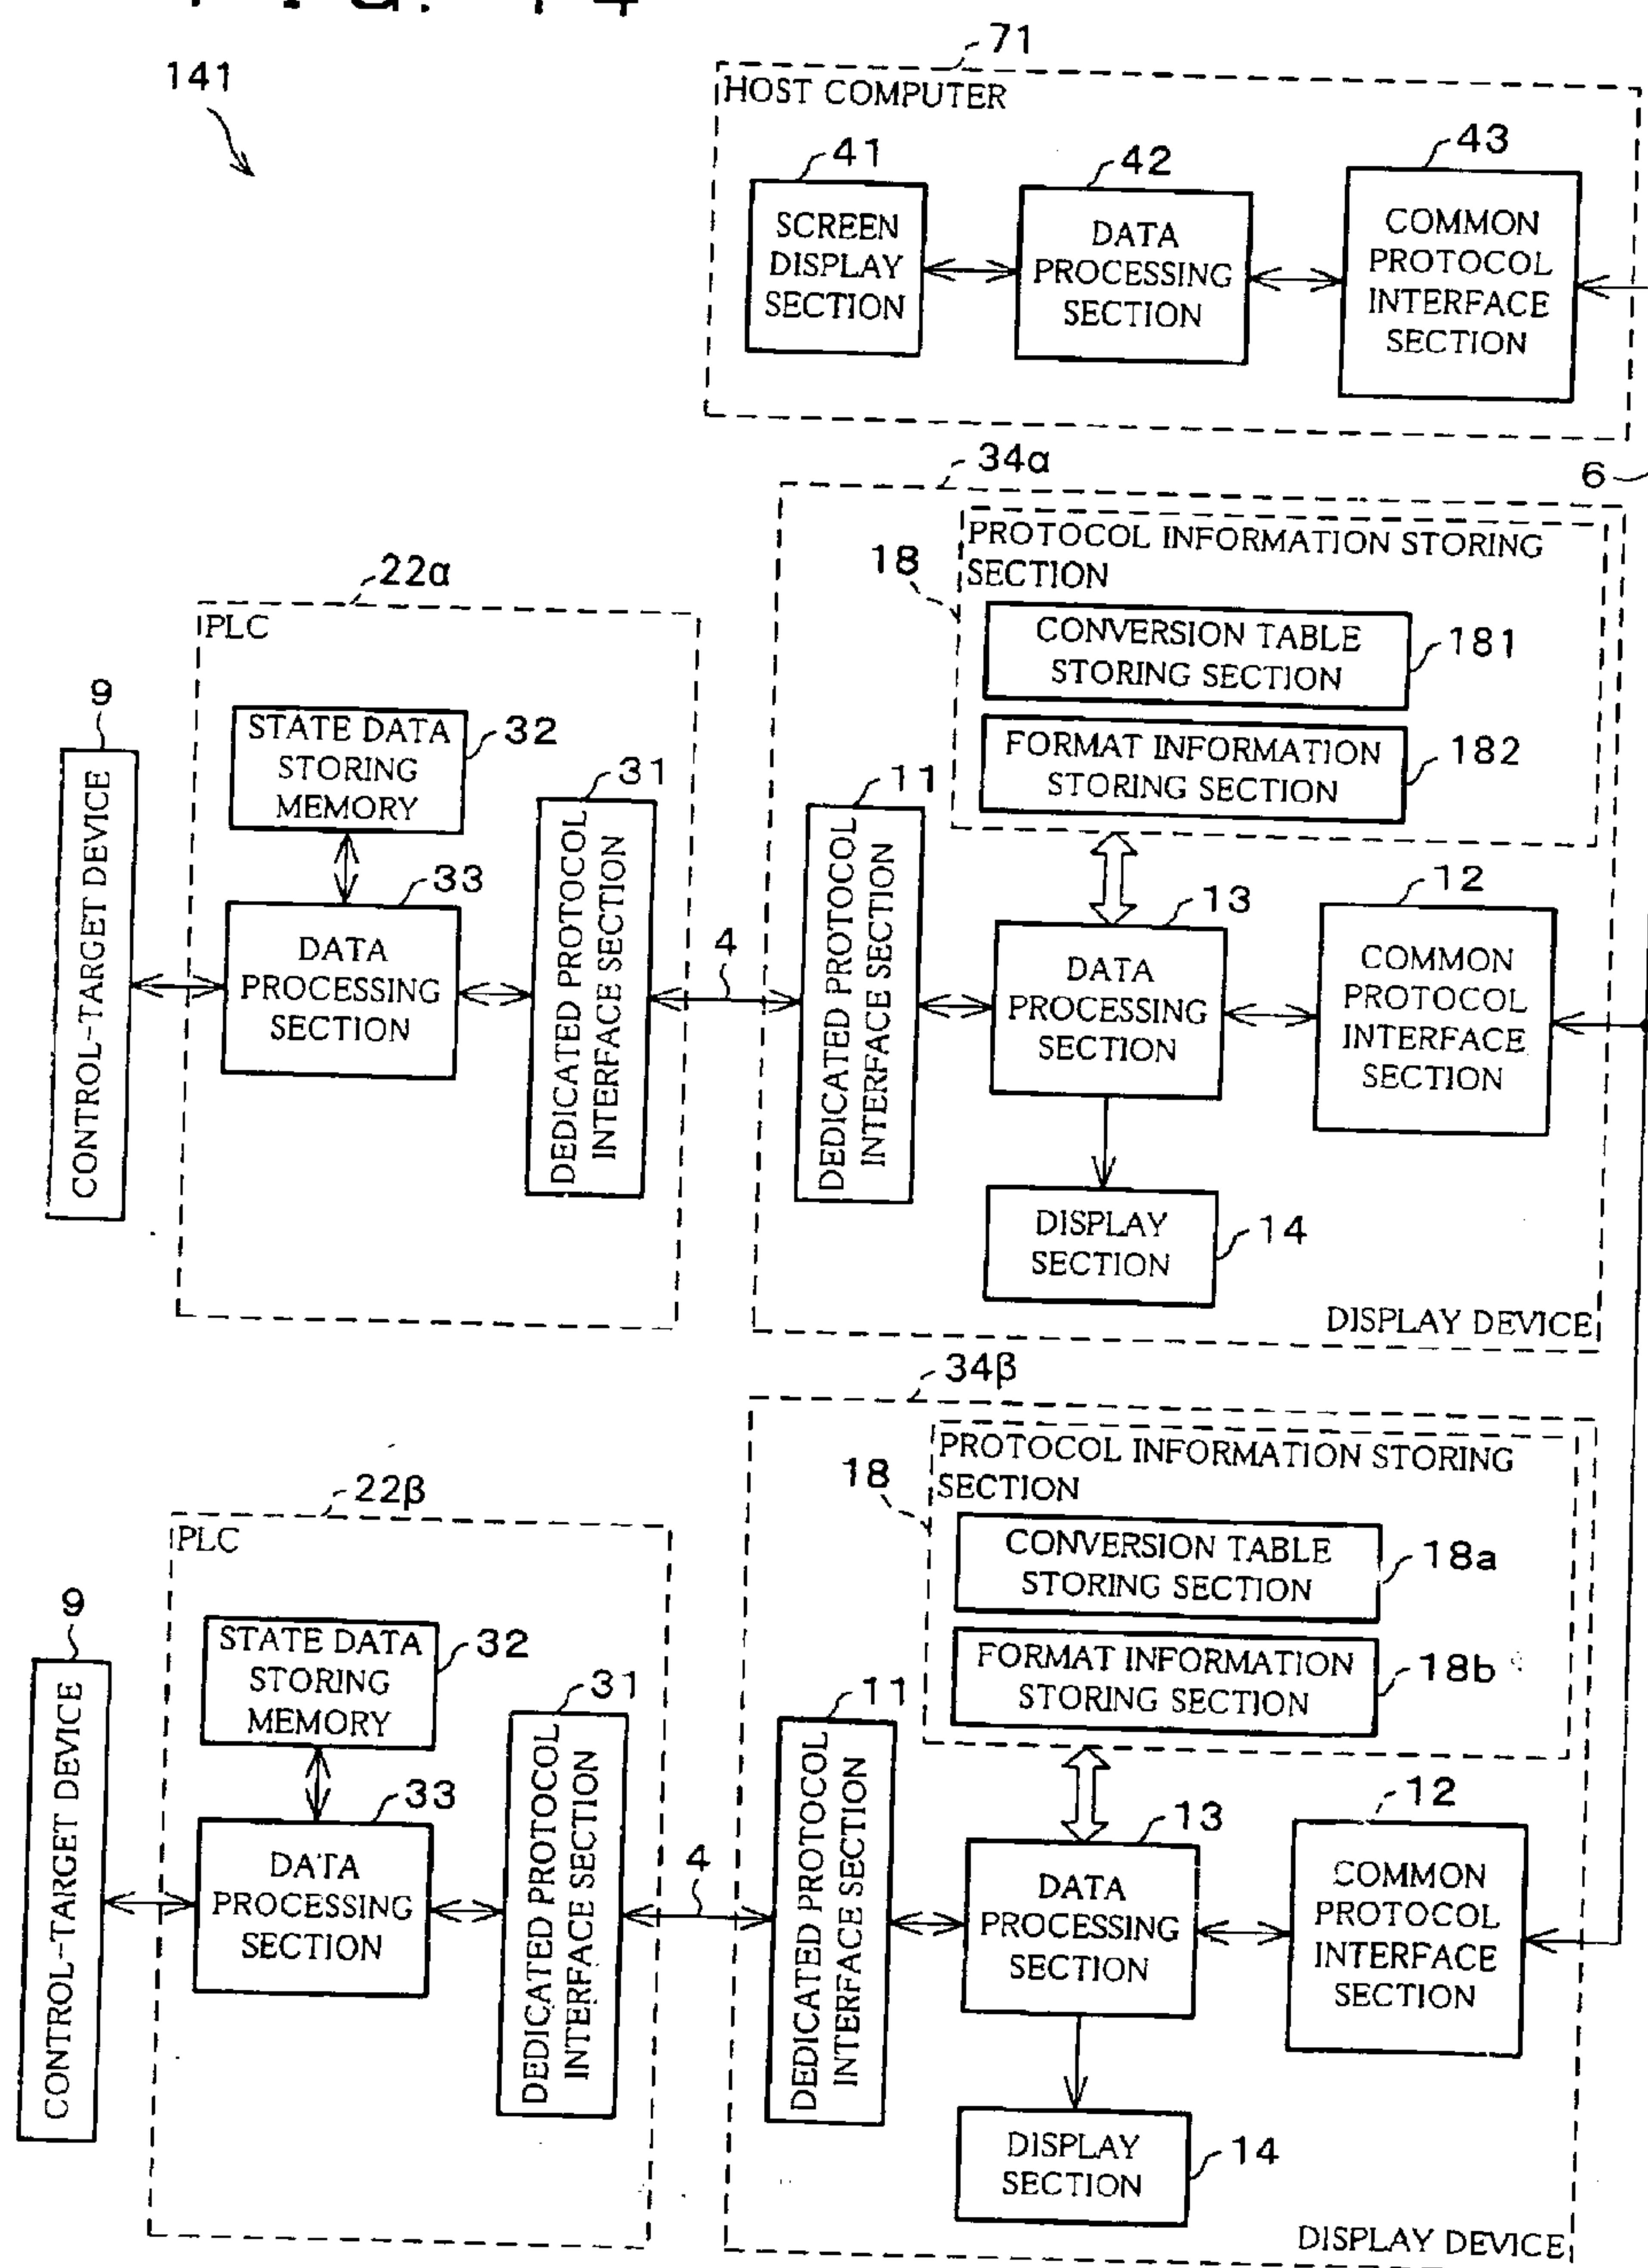 FIG. 14
141
71
HOST COMPUTER
41
42
43
SCREEN
DISPLAY
SECTION
DATA
PROCESSING
SECTION
COMMON
PROTOCOL
INTERFACE
SECTION
6
34α
PROTOCOL INFORMATION STORING
SECTION
18
CONVERSION TABLE
STORING SECTION
181
FORMAT INFORMATION
STORING SECTION
182
22α
PLC
9
CONTROL-TARGET DEVICE
STATE DATA
STORING
MEMORY
32
33
DATA
PROCESSING
SECTION
31
DEDICATED PROTOCOL
INTERFACE SECTION
4
11
DEDICATED PROTOCOL
INTERFACE SECTION
13
DATA
PROCESSING
SECTION
12
COMMON
PROTOCOL
INTERFACE
SECTION
DISPLAY
SECTION
14
DISPLAY DEVICE
34β
PROTOCOL INFORMATION STORING
SECTION
18
CONVERSION TABLE
STORING SECTION
18a
FORMAT INFORMATION
STORING SECTION
18b
22β
PLC
9
CONTROL-TARGET DEVICE
STATE DATA
STORING
MEMORY
32
33
DATA
PROCESSING
SECTION
31
DEDICATED PROTOCOL
INTERFACE SECTION
4
11
DEDICATED PROTOCOL
INTERFACE SECTION
13
DATA
PROCESSING
SECTION
12
COMMON
PROTOCOL
INTERFACE
SECTION
DISPLAY
SECTION
14
DISPLAY DEVICE